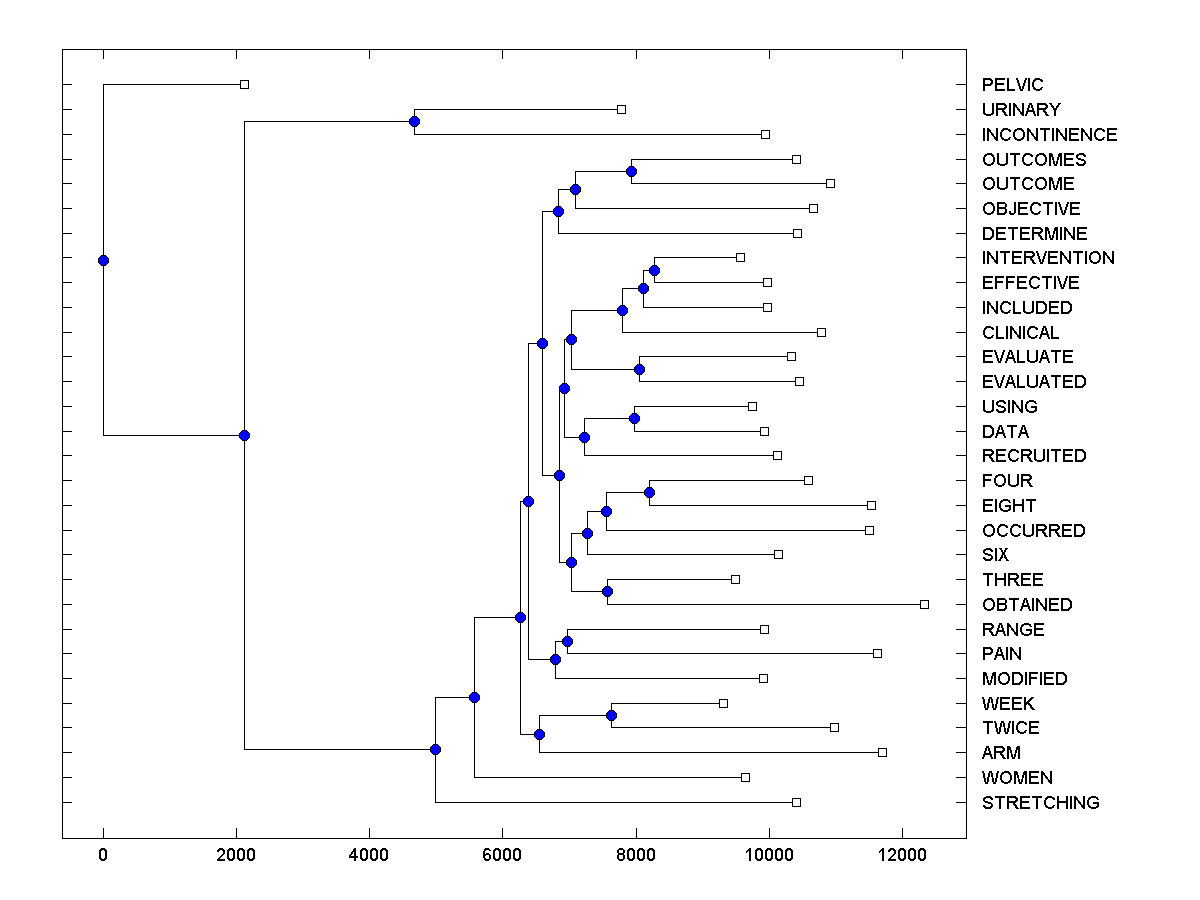 PELVIC
URINARY
INCONTINENCE
OUTCOMES
OUTCOME
OBJECTIVE
DETERMINE
INTERVENTION
EFFECTIVE
INCLUDED
CLINICAL
EVALUATE
EVALUATED
USING
DATA
RECRUITED
FOUR
EIGHT
OCCURRED
SIX
THREE
OBTAINED
RANGE
PAIN
MODIFIED
WEEK
TWICE
ARM
WOMEN
STRETCHING
0 2000 4000 6000 8000 10000 12000